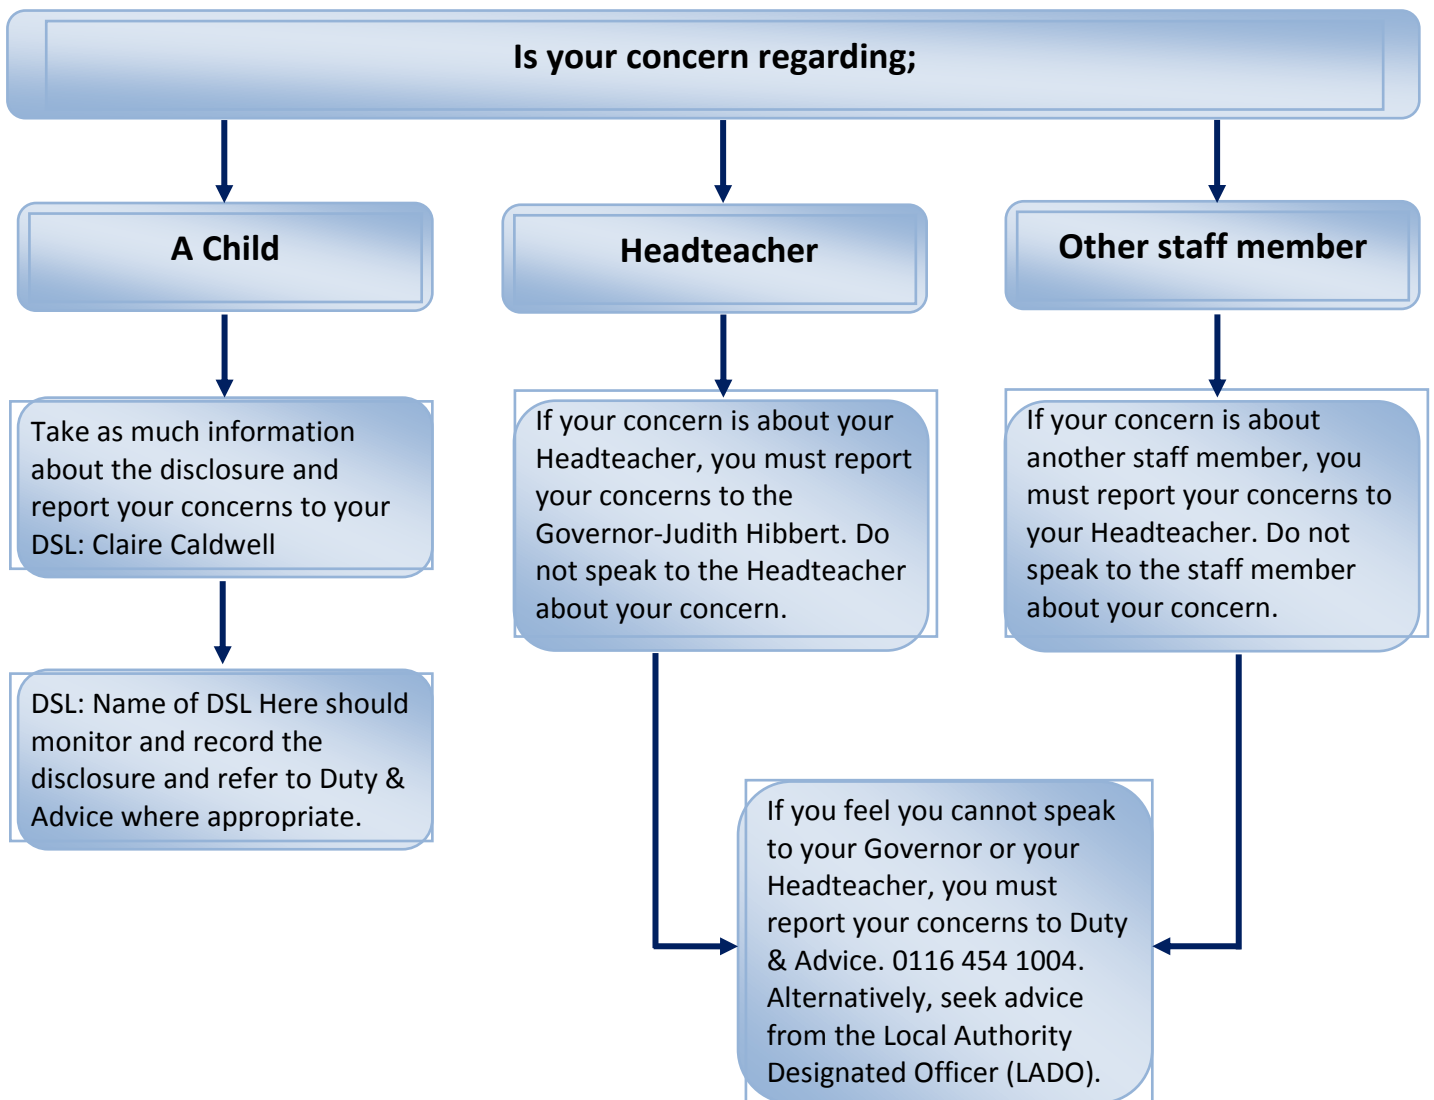 Is your concern regarding;
A Child
Headteacher
Other staff member
Take as much information
about the disclosure and
report your concerns to your
DSL: Claire Caldwell
If your concern is about your
Headteacher, you must report
your concerns to the
Governor-Judith Hibbert. Do
not speak to the Headteacher
about your concern.
If your concern is about
another staff member, you
must report your concerns to
your Headteacher. Do not
speak to the staff member
about your concern.
DSL: Name of DSL Here should
monitor and record the
disclosure and refer to Duty &
Advice where appropriate.
If you feel you cannot speak
to your Governor or your
Headteacher, you must
report your concerns to Duty
& Advice. 0116 454 1004.
Alternatively, seek advice
from the Local Authority
Designated Officer (LADO).